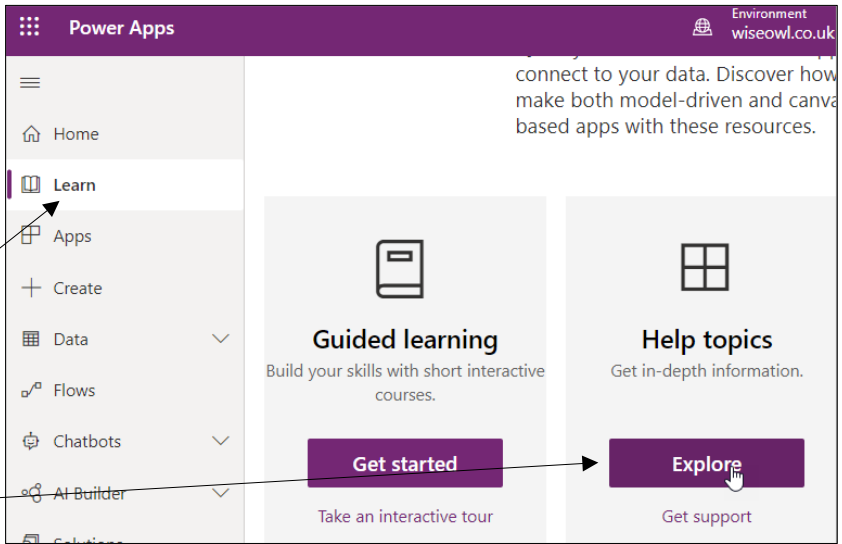 Power Apps
Environment
wiseowl.co.uk
Home
Learn
Apps
Create
Data
Flows
Chatbots
AI Builder
Solutions
connect to your data. Discover how
make both model-driven and canva
based apps with these resources.
Guided learning
Build your skills with short interactive
courses.
Get started
Take an interactive tour
Help topics
Get in-depth information.
Explore
Get support